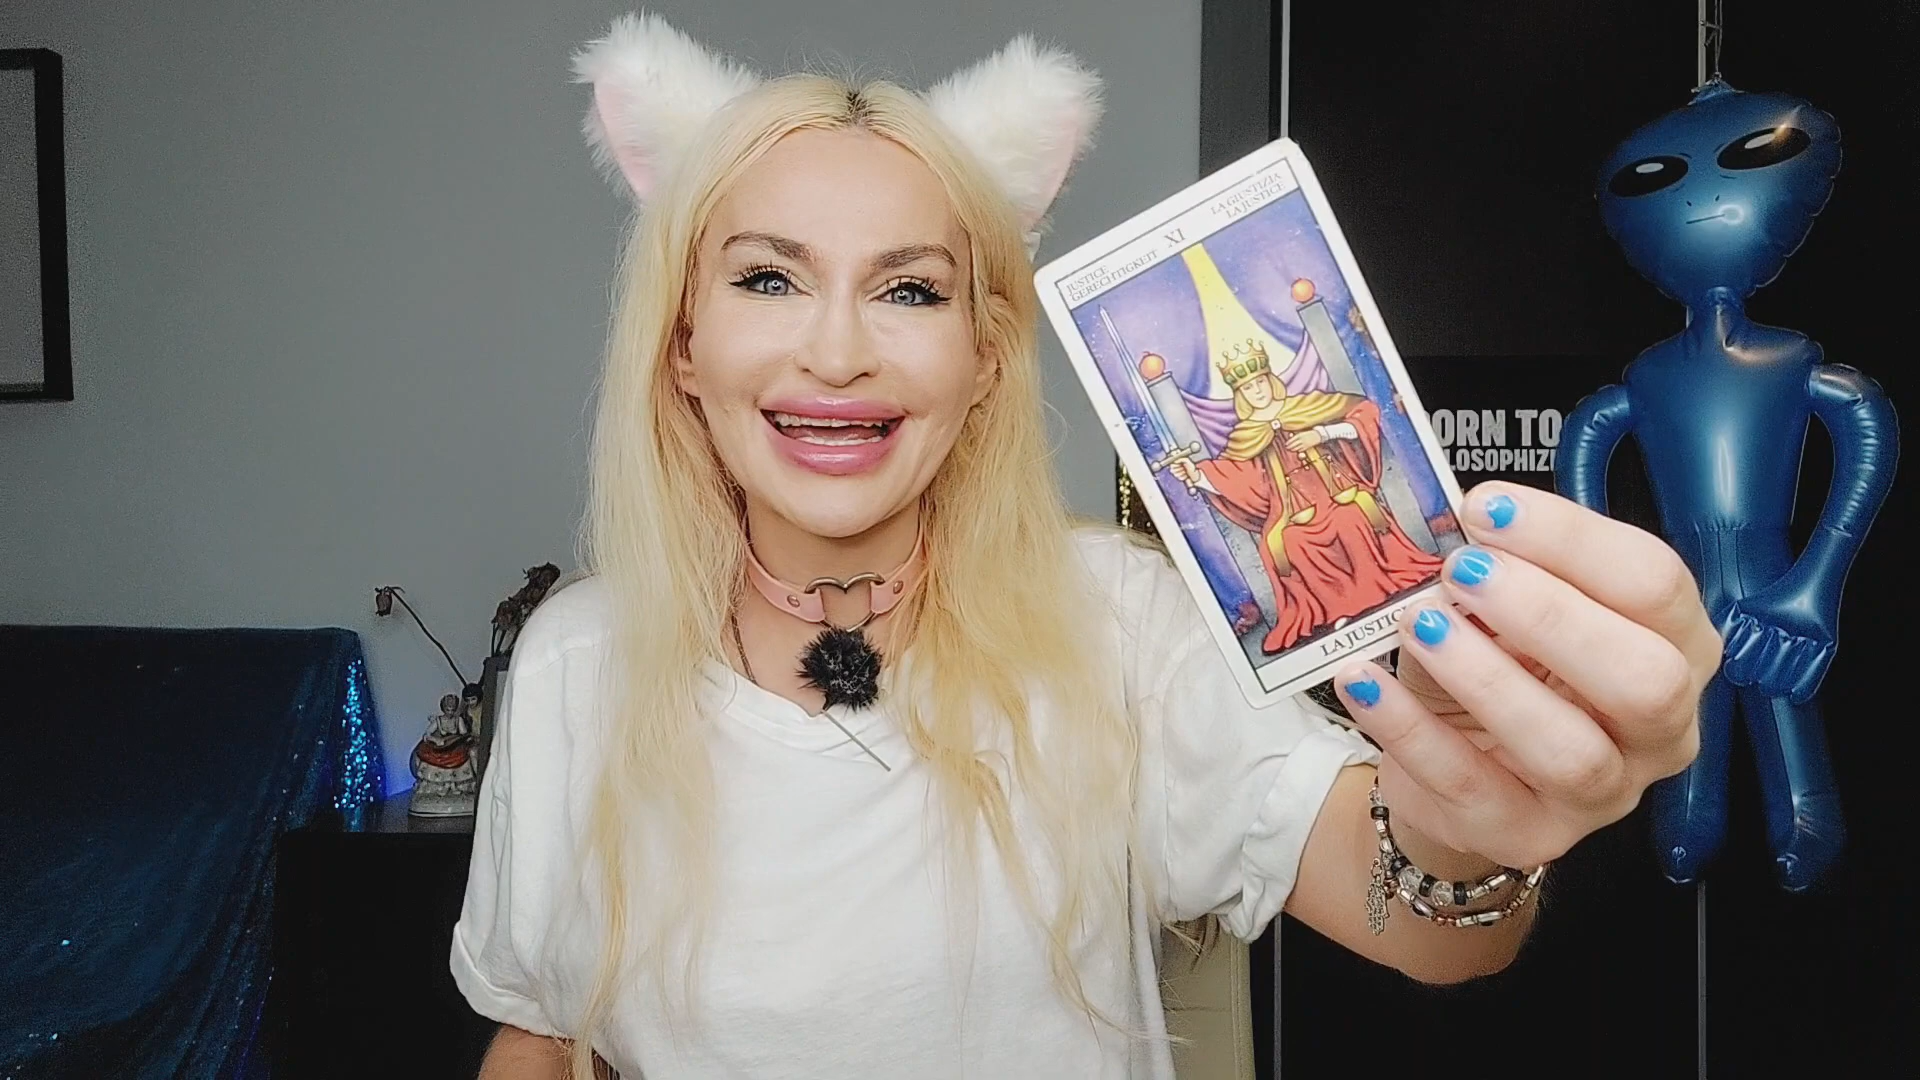 JUSTICE
GERECHTIGKEIT
XI
LA GIUSTIZIA
LA JUSTICE
LA JUSTIC
ORN TO
LOSOPHIZ